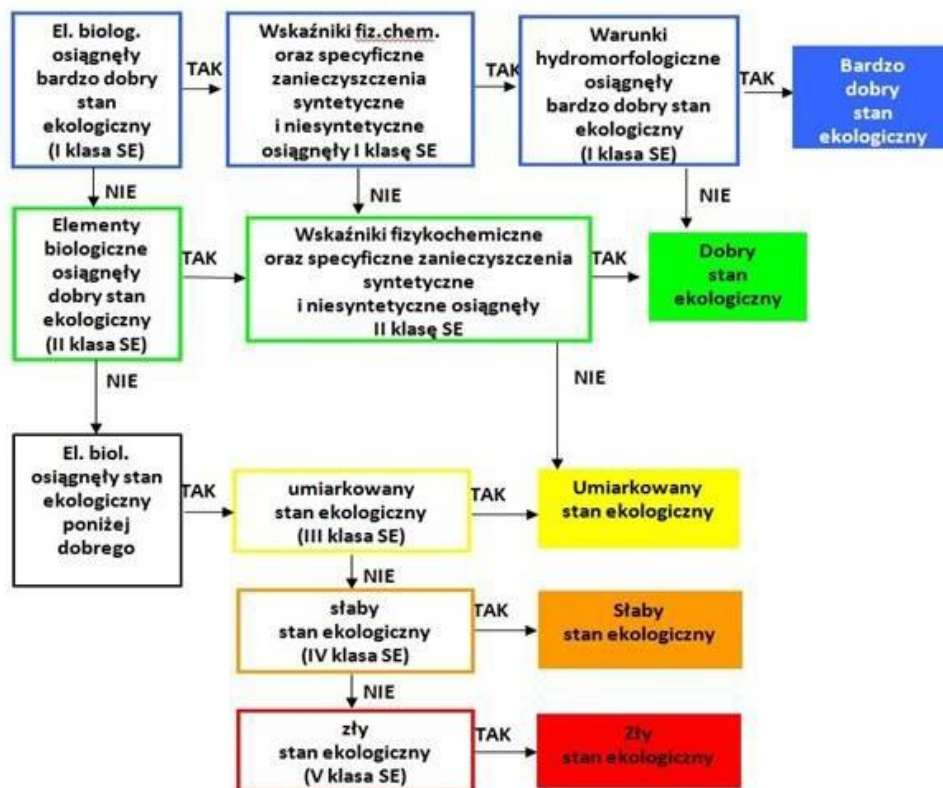 El. biolog.
osiągnęły
bardzo dobry
stan
ekologiczny
(I klasa SE)
TAK
Wskaźniki fiz.chem.
oraz specyficzne
zanieczyszczenia
syntetyczne
i niesyntetyczne
osiągnęły I klasę SE
TAK
Warunki
hydromorfologiczne
osiągnęły
bardzo dobry stan
ekologiczny
(I klasa SE)
TAK
Bardzo
dobry
stan
ekologiczny
NIE
NIE
NIE
Elementy
biologiczne
osiągnęły
dobry stan
ekologiczny
(II klasa SE)
TAK
Wskaźniki fizykochemiczne
oraz specyficzne zanieczyszczenia
syntetyczne
i niesyntetyczne osiągnęły
II klasę SE
TAK
Dobry
stan
ekologiczny
NIE
NIE
El. biol.
osiągnęły stan
ekologiczny
poniżej
dobrego
TAK
umiarkowany
stan ekologiczny
(III klasa SE)
TAK
Umiarkowany
stan ekologiczny
NIE
słaby
stan ekologiczny
(IV klasa SE)
TAK
Słaby
stan ekologiczny
NIE
zły
stan ekologiczny
(V klasa SE)
TAK
Zły
stan ekologiczny